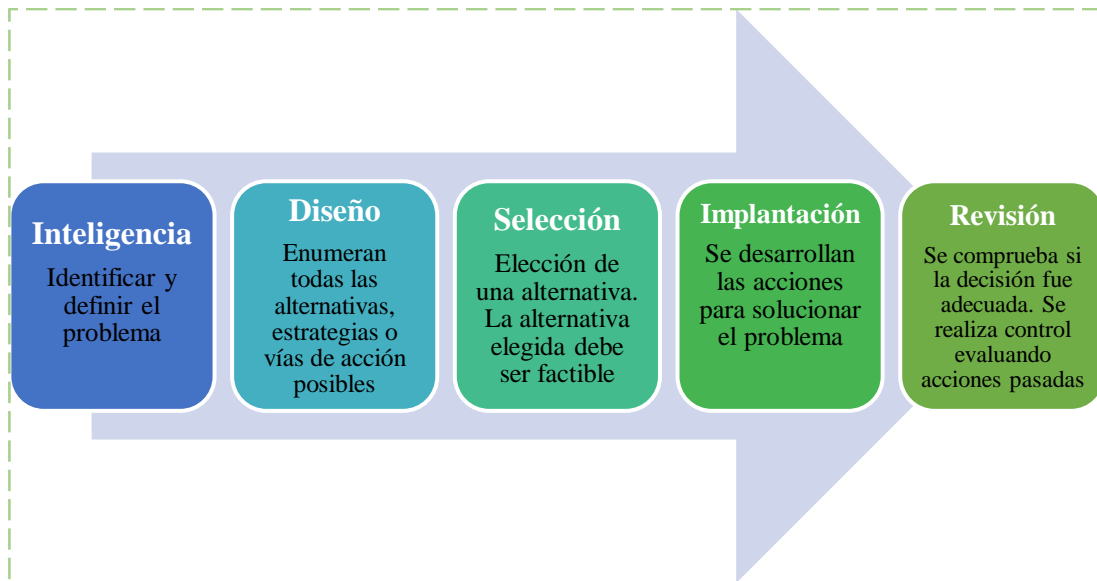 Inteligencia
Identificar y
definir el
problema
Diseño
Enumeran
todas las
alternativas,
estrategias o
vías de acción
posibles
Selección
Elección de
una alternativa.
La alternativa
elegida debe
ser factible
Implantación
Se desarrollan
las acciones
para solucionar
el problema
Revisión
Se comprueba si
la decisión fue
adecuada. Se
realiza control
evaluando
acciones pasadas